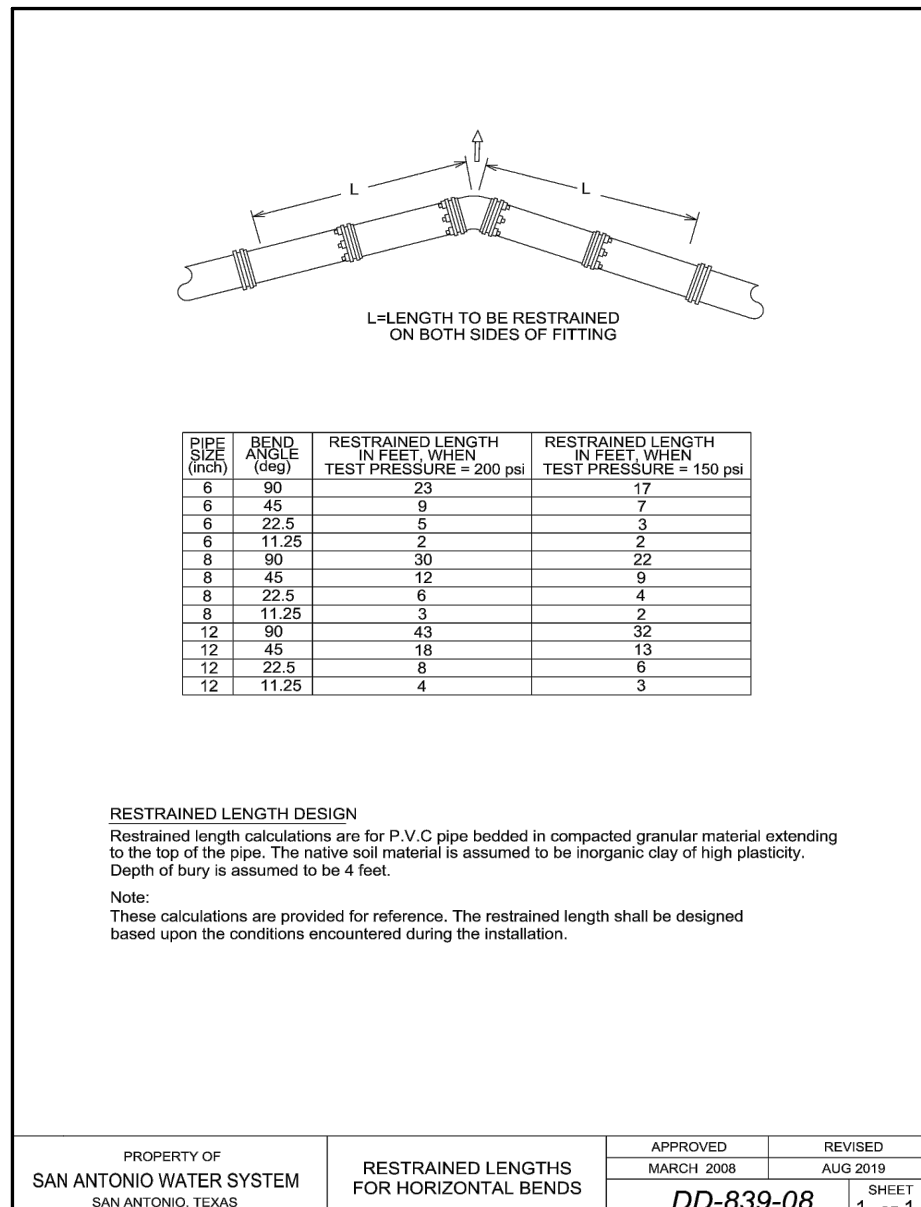 L
L
L=LENGTH TO BE RESTRAINED
ON BOTH SIDES OF FITTING
PIPE SIZE (inch) BEND ANGLE (deg) RESTRAINED LENGTH IN FEET, WHEN TEST PRESSURE = 200 psi RESTRAINED LENGTH IN FEET, WHEN TEST PRESSURE = 150 psi
6 90 23 17
6 45 9 7
6 22.5 5 3
6 11.25 2 2
8 90 30 22
8 45 12 9
8 22.5 6 4
8 11.25 3 2
12 90 43 32
12 45 18 13
12 22.5 8 6
12 11.25 4 3
RESTRAINED LENGTH DESIGN
Restrained length calculations are for P.V.C pipe bedded in compacted granular material extending
to the top of the pipe. The native soil material is assumed to be inorganic clay of high plasticity.
Depth of bury is assumed to be 4 feet.
Note:
These calculations are provided for reference. The restrained length shall be designed
based upon the conditions encountered during the installation.
PROPERTY OF
SAN ANTONIO WATER SYSTEM
SAN ANTONIO, TEXAS
RESTRAINED LENGTHS
FOR HORIZONTAL BENDS
APPROVED REVISED
MARCH 2008 AUG 2019
DD-839-08
SHEET
1 OF 1